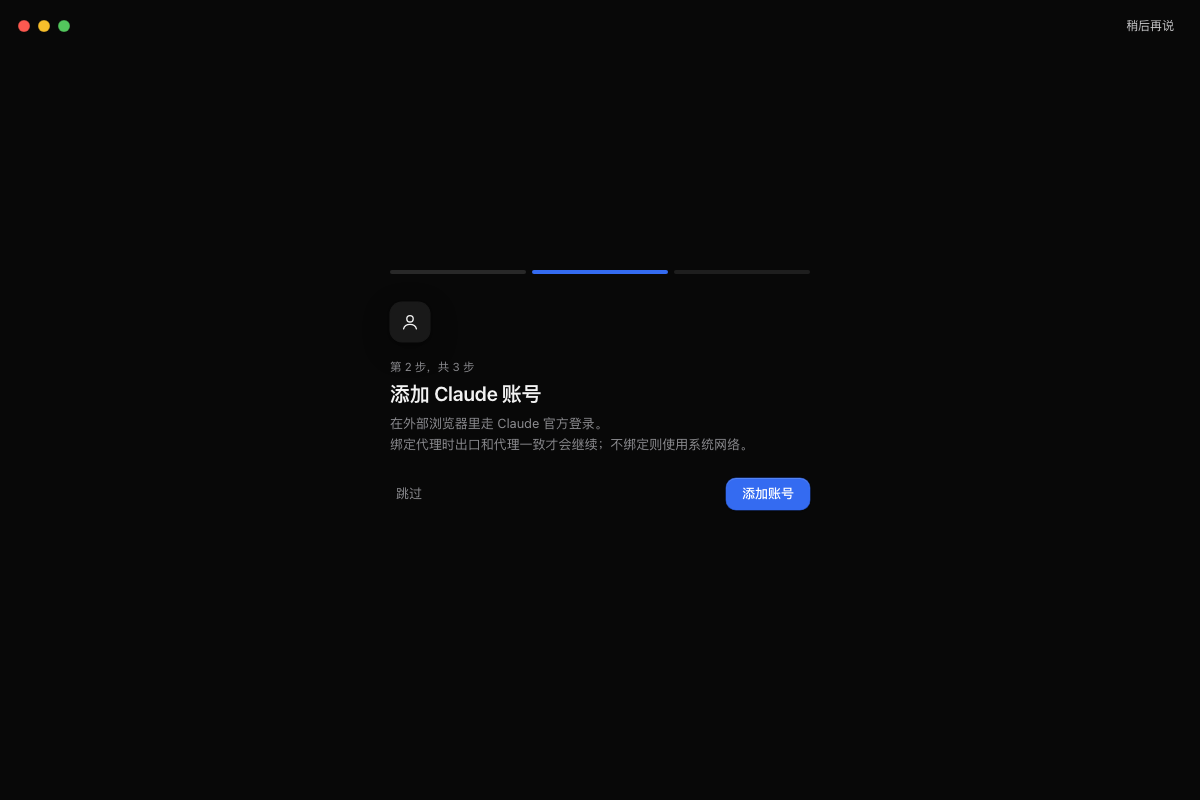 稍后再说
第 2 步，共 3 步
添加 Claude 账号
在外部浏览器里走 Claude 官方登录。
绑定代理时出口和代理一致才会继续；不绑定则使用系统网络。
跳过
添加账号